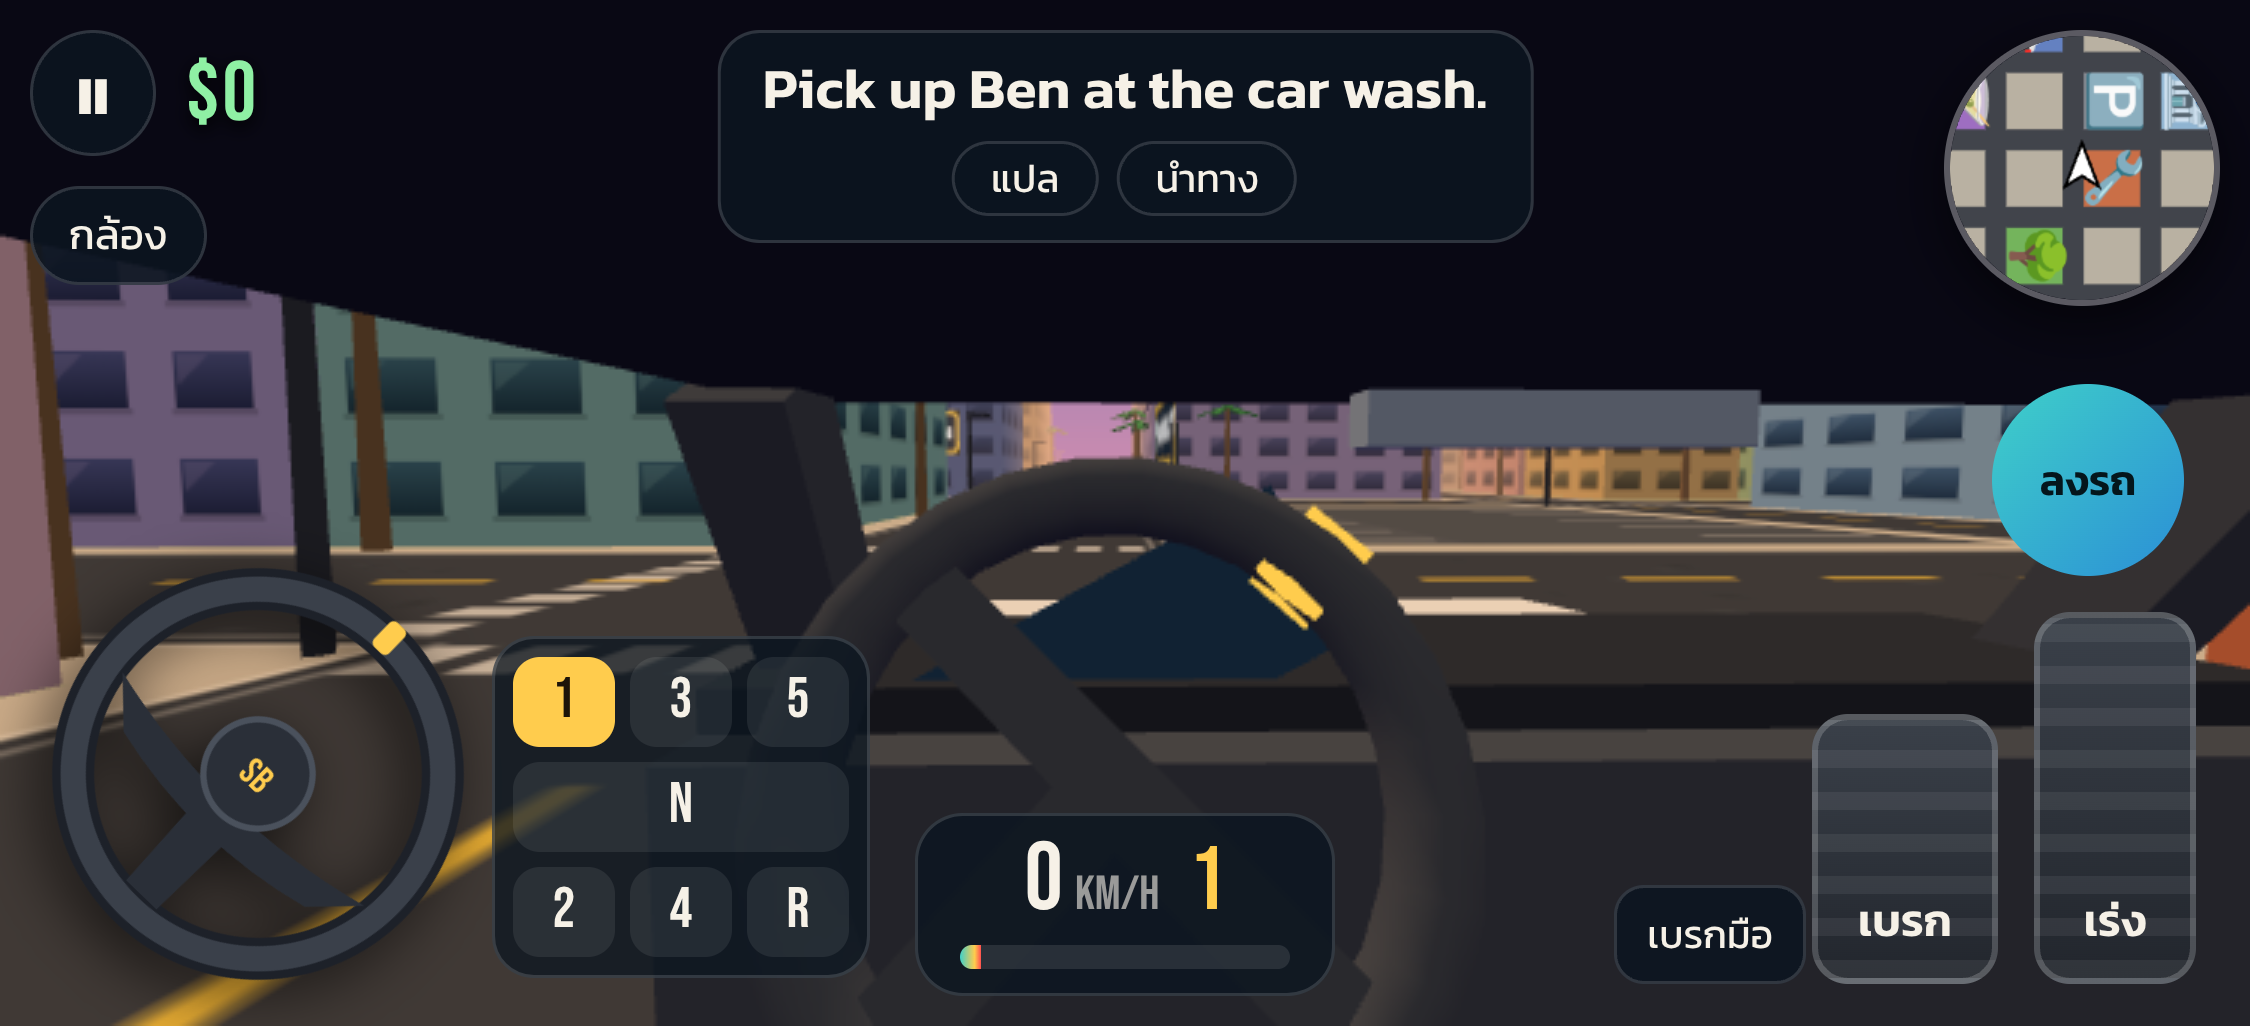 $0
Pick up Ben at the car wash.
แปล
นำทาง
กล้อง
P
ลงรถ
1 3 5
N
2 4 R
SB
0 KM/H 1
เบรกมือ
เบรก
เร่ง